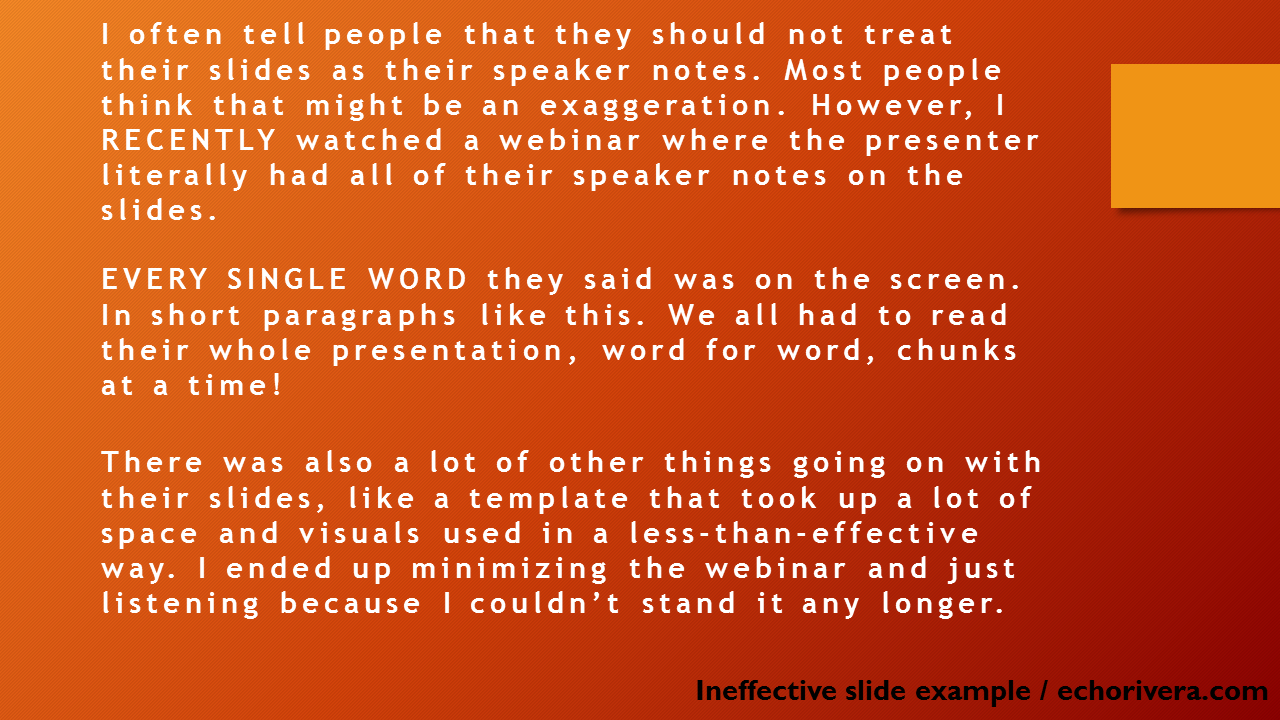 I often tell people that they should not treat
their slides as their speaker notes. Most people
think that might be an exaggeration. However, I
RECENTLY watched a webinar where the presenter
literally had all of their speaker notes on the
slides.
EVERY SINGLE WORD they said was on the screen.
In short paragraphs like this. We all had to read
their whole presentation, word for word, chunks
at a time!
There was also a lot of other things going on with
their slides, like a template that took up a lot of
space and visuals used in a less-than-effective
way. I ended up minimizing the webinar and just
listening because I couldn’t stand it any longer.
Ineffective slide example / echorivera.com